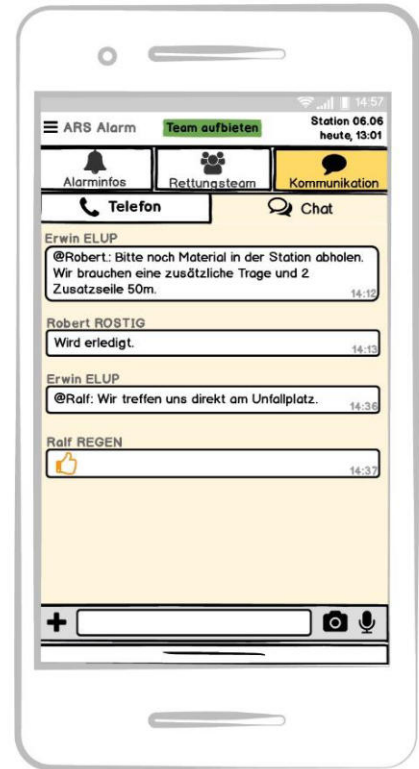 14:57
ARS Alarm
Team aufbieten
Station 06.06
heute, 13:01
Alarminfos
Rettungsteam
Kommunikation
Telefon
Chat
Erwin ELUP
@Robert.: Bitte noch Material in der Station abholen.
Wir brauchen eine zusätzliche Trage und 2
Zusatzseile 50m.
14:12
Robert ROSTIG
Wird erledigt.
14:13
Erwin ELUP
@Ralf: Wir treffen uns direkt am Unfallplatz.
14:36
Ralf REGEN
14:37